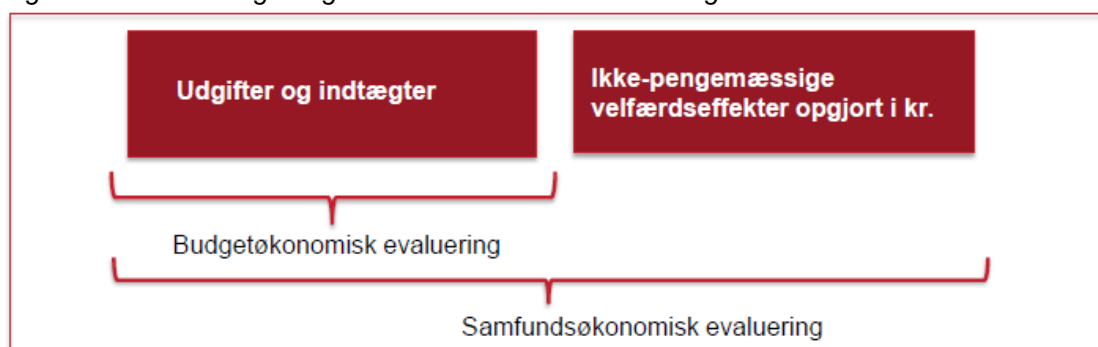 Udgifter og indtægter
Ikke-pengemæssige
velfærdseffekter opgjort i kr.
Budgetøkonomisk evaluering
Samfundsøkonomisk evaluering